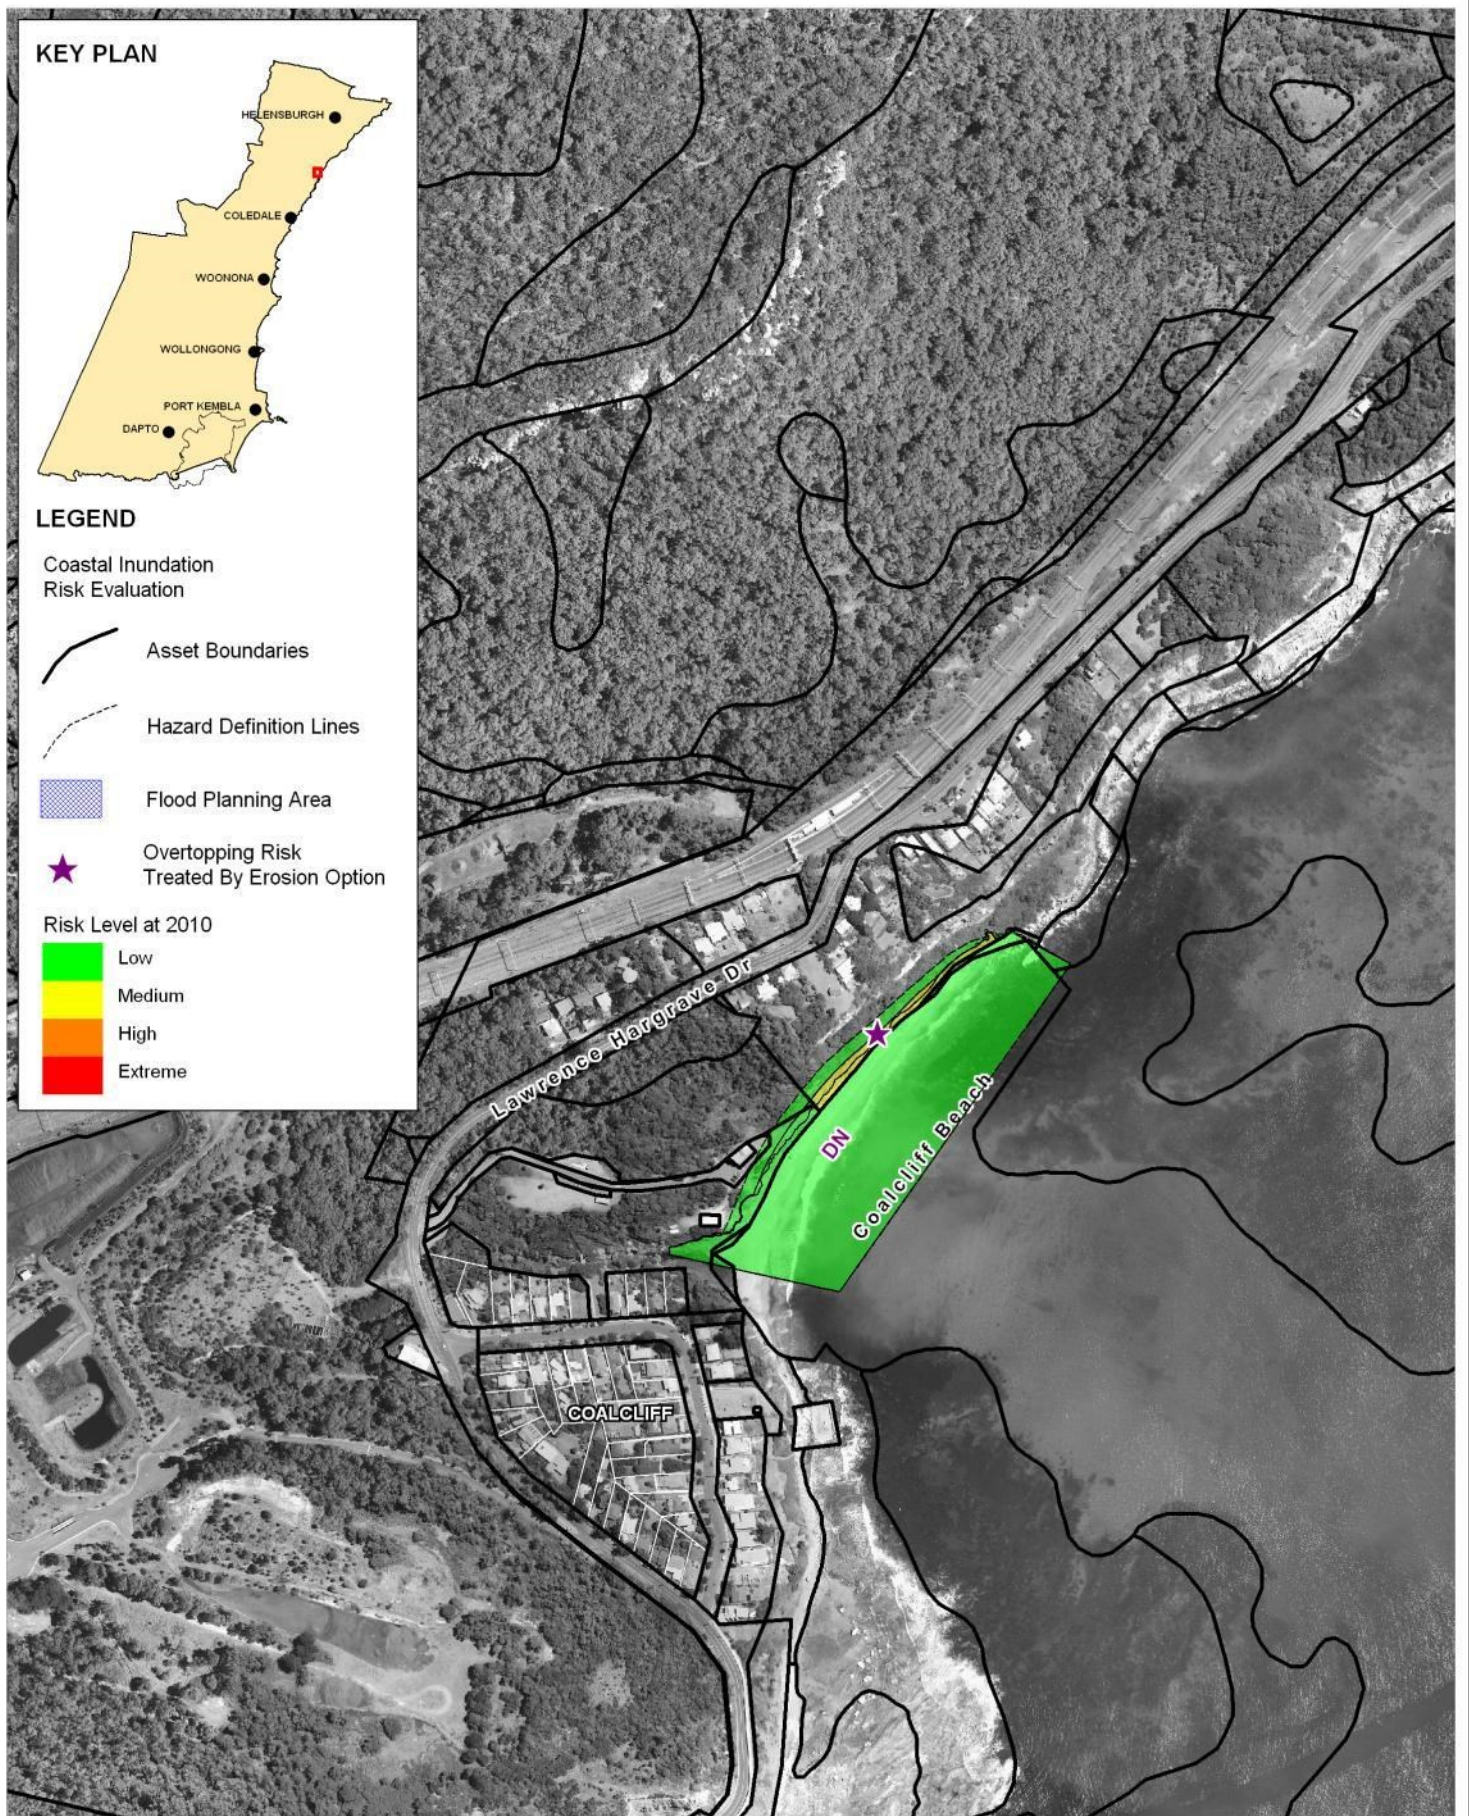 KEY PLAN
HELENSBURGH
COLEDALE
WOONONA
WOLLONGONG
PORT KEMBLA
DAPTO
LEGEND
Coastal Inundation
Risk Evaluation
Asset Boundaries
Hazard Definition Lines
Flood Planning Area
Overtopping Risk
Treated By Erosion Option
Risk Level at 2010
Low
Medium
High
Extreme
Lawrence Hargrave Dr
DN
Coalcliff Beach
COALCLIFF